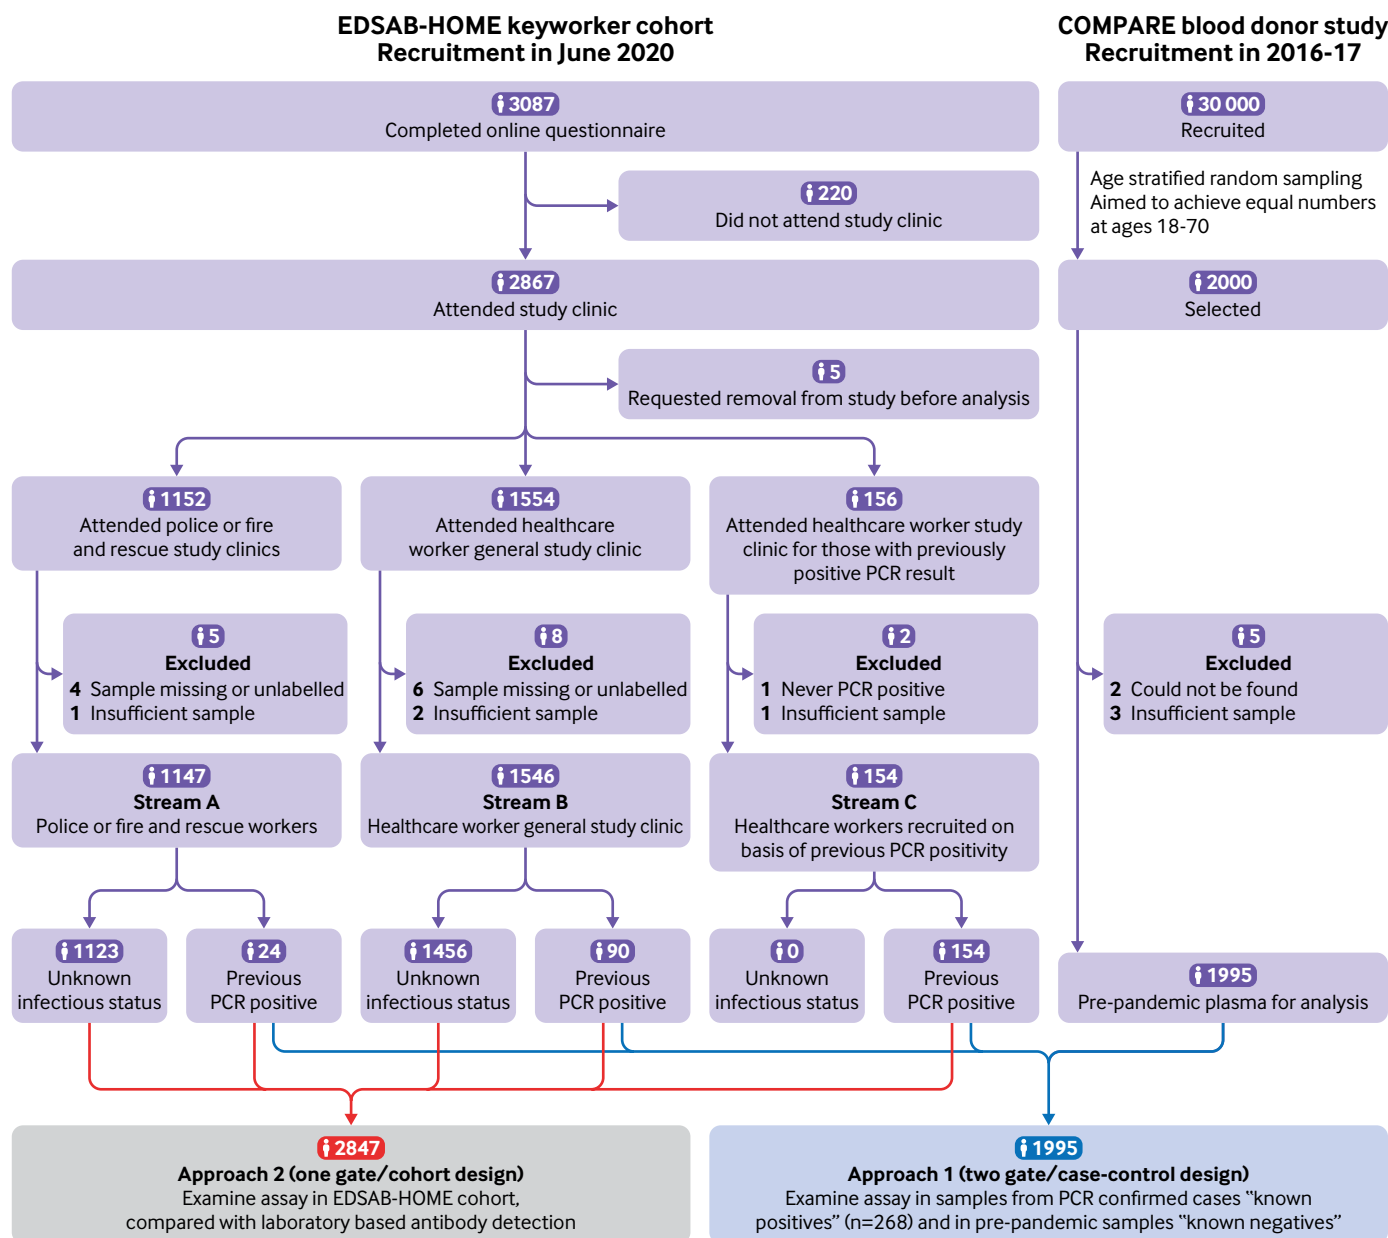 EDSAB-HOME keyworker cohort
Recruitment in June 2020
COMPARE blood donor study
Recruitment in 2016-17
3087
Completed online questionnaire
30 000
Recruited
220
Did not attend study clinic
Age stratified random sampling
Aimed to achieve equal numbers
at ages 18-70
2867
Attended study clinic
2000
Selected
5
Requested removal from study before analysis
1152
Attended police or fire
and rescue study clinics
1554
Attended healthcare
worker general study clinic
156
Attended healthcare worker study
clinic for those with previously
positive PCR result
5
Excluded
4 Sample missing or unlabelled
1 Insufficient sample
8
Excluded
6 Sample missing or unlabelled
2 Insufficient sample
2
Excluded
1 Never PCR positive
1 Insufficient sample
5
Excluded
2 Could not be found
3 Insufficient sample
1147
Stream A
Police or fire and rescue workers
1546
Stream B
Healthcare worker general study clinic
154
Stream C
Healthcare workers recruited on
basis of previous PCR positivity
1123
Unknown
infectious status
24
Previous
PCR positive
1456
Unknown
infectious status
90
Previous
PCR positive
0
Unknown
infectious status
154
Previous
PCR positive
1995
Pre-pandemic plasma for analysis
2847
Approach 2 (one gate/cohort design)
Examine assay in EDSAB-HOME cohort,
compared with laboratory based antibody detection
1995
Approach 1 (two gate/case-control design)
Examine assay in samples from PCR confirmed cases "known
positives" (n=268) and in pre-pandemic samples "known negatives"